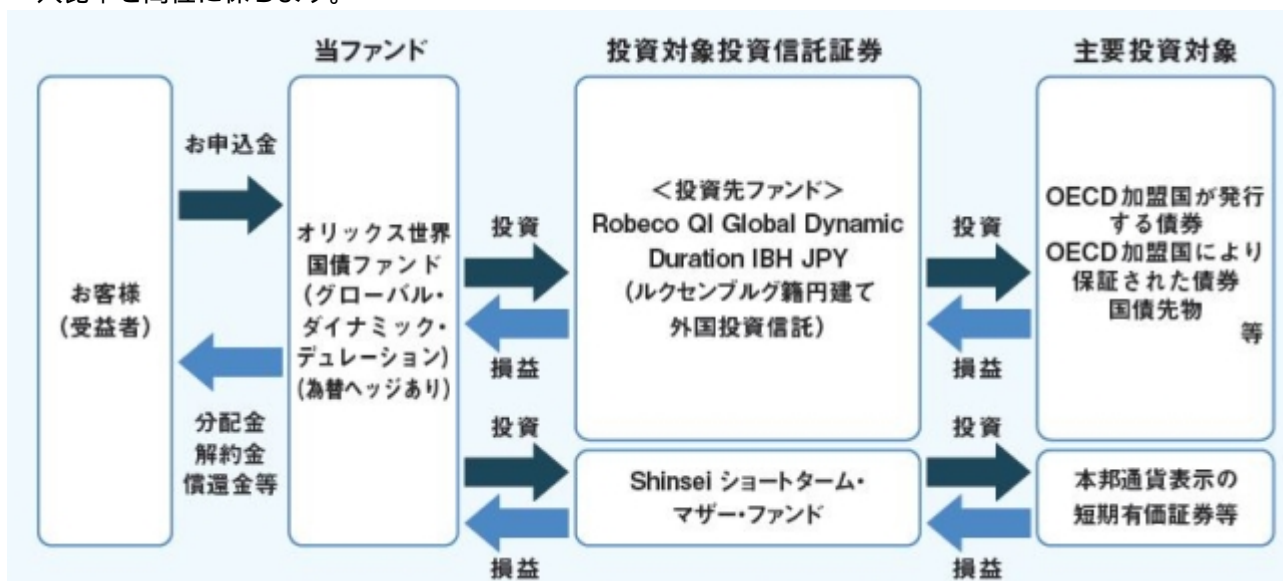 当ファンド
投資対象投資信託証券
主要投資対象
お客様
(受益者)
お申込金
分配金
解約金
償還金等
オリックス世界
国債ファンド
(グローバル・
ダイナミック・
デュレーション)
(為替ヘッジあり)
投資
損益
投資
損益
<投資先ファンド>
Robeco QI Global Dynamic
Duration IBH JPY
(ルクセンブルグ籍円建て
外国投資信託)
Shinsei ショートターム・
マザー・ファンド
投資
損益
投資
損益
OECD加盟国が発行
する債券
OECD加盟国により
保証された債券
国債先物
等
本邦通貨表示の
短期有価証券等